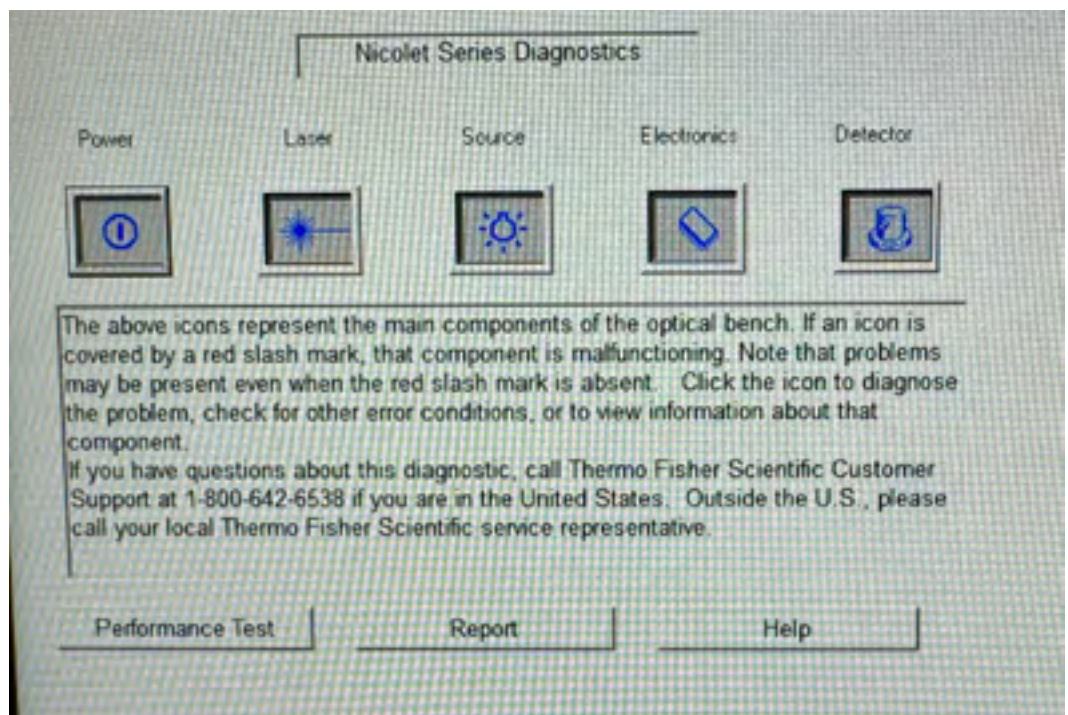 Nicolet Series Diagnostics
Power Laser Source Electronics Detector
The above icons represent the main components of the optical bench. If an icon is
covered by a red slash mark, that component is malfunctioning. Note that problems
may be present even when the red slash mark is absent. Click the icon to diagnose
the problem, check for other error conditions, or to view information about that
component.
If you have questions about this diagnostic, call Thermo Fisher Scientific Customer
Support at 1-800-642-6538 if you are in the United States. Outside the U.S., please
call your local Thermo Fisher Scientific service representative.
Performance Test Report Help